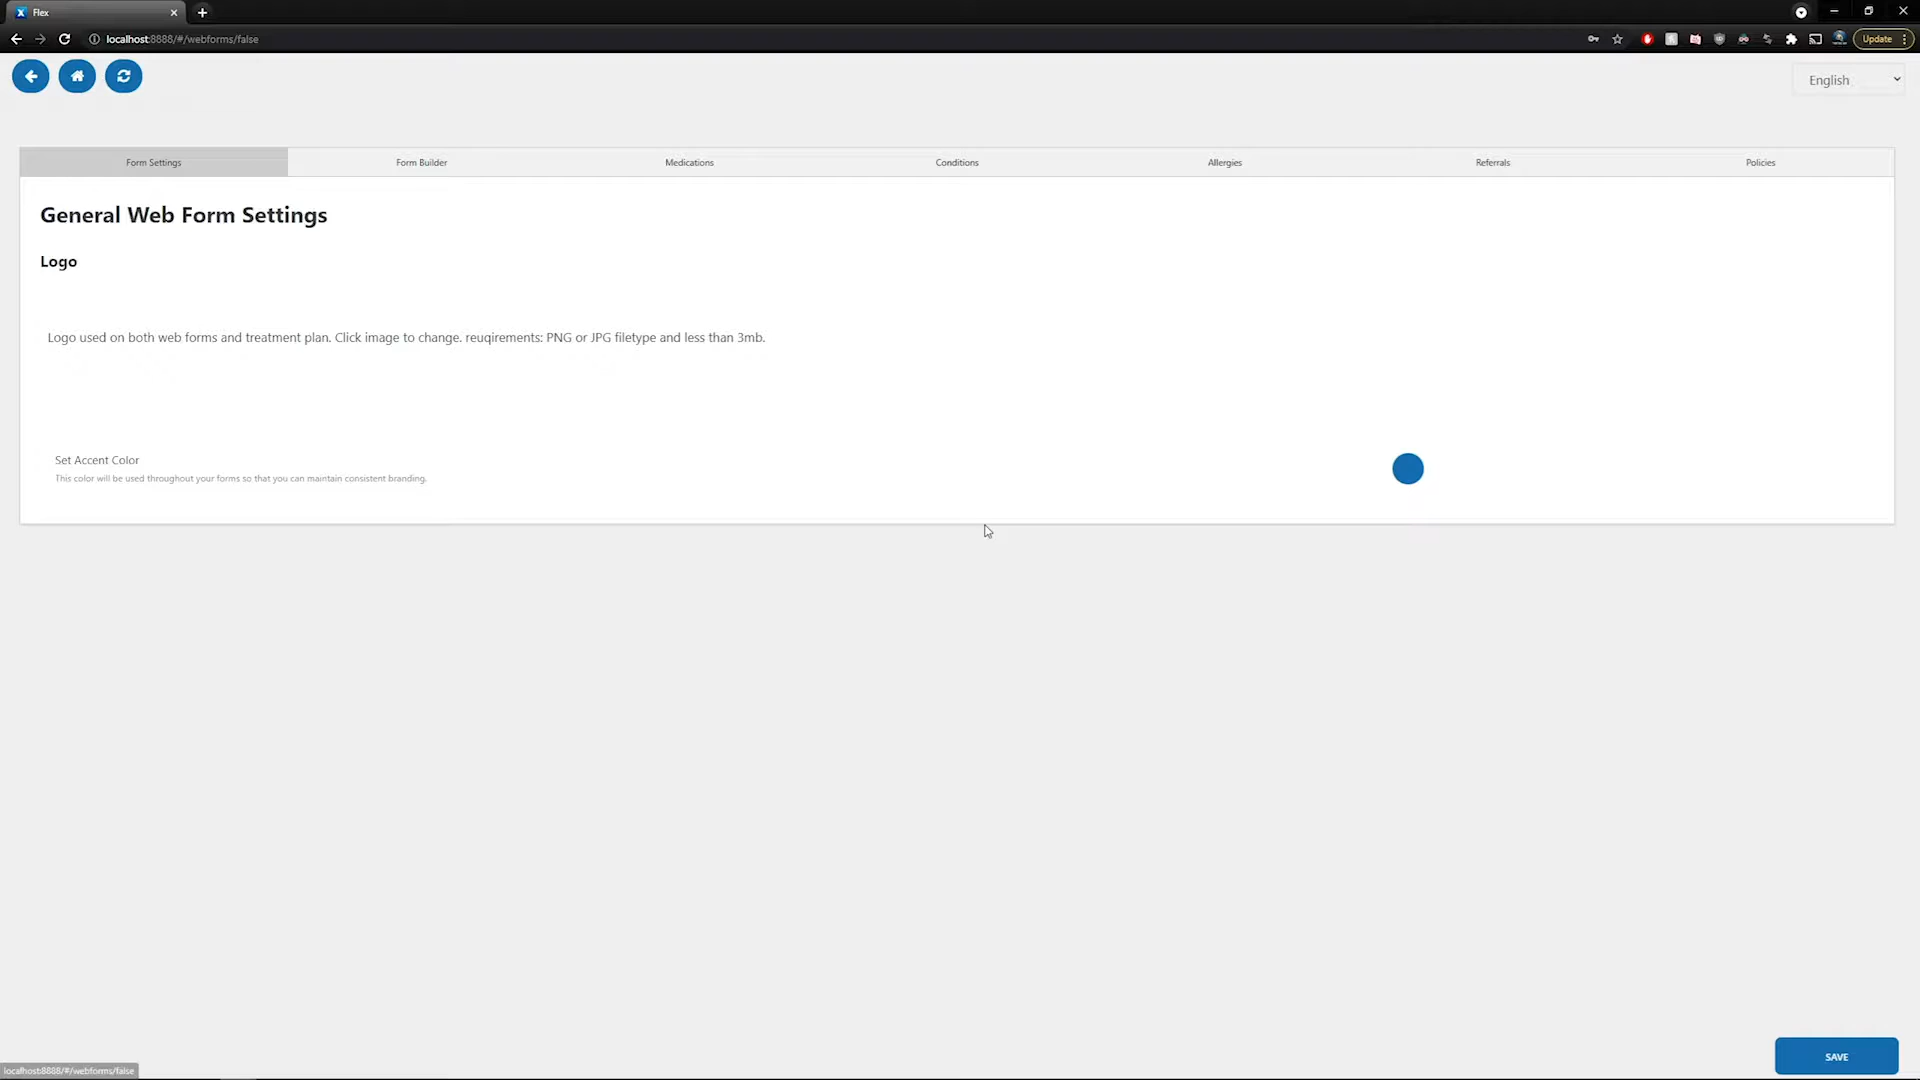 Flex
localhost:8888/#/webforms/false
Update
English
Form Settings
Form Builder
Medications
Conditions
Allergies
Referrals
Policies
General Web Form Settings
Logo
Logo used on both web forms and treatment plan. Click image to change. reuqirements: PNG or JPG filetype and less than 3mb.
Set Accent Color
This color will be used throughout your forms so that you can maintain consistent branding.
SAVE
localhost:8888/#/webforms/false